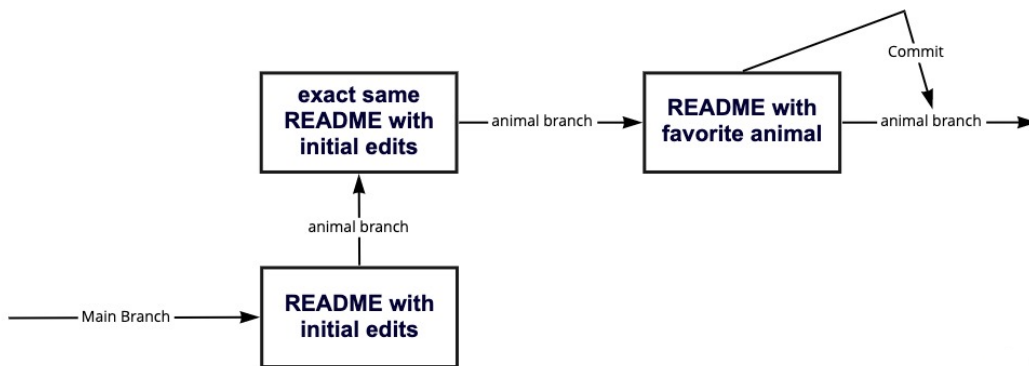 Commit
exact same
README with
initial edits
animal branch
README with
favorite animal
animal branch
animal branch
README with
initial edits
Main Branch